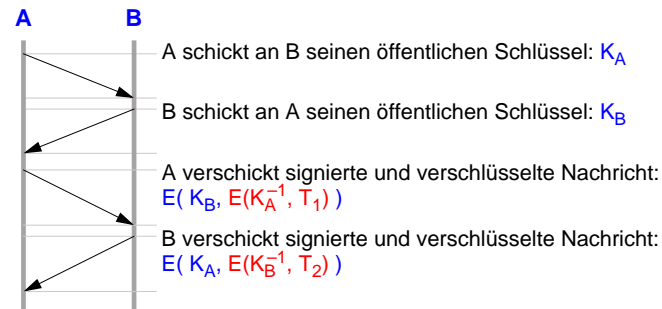 A B
A schickt an B seinen öffentlichen Schlüssel: K_A
B schickt an A seinen öffentlichen Schlüssel: K_B
A verschickt signierte und verschlüsselte Nachricht:
E( K_B, E(K_A^−1, T_1) )
B verschickt signierte und verschlüsselte Nachricht:
E( K_A, E(K_B^−1, T_2) )